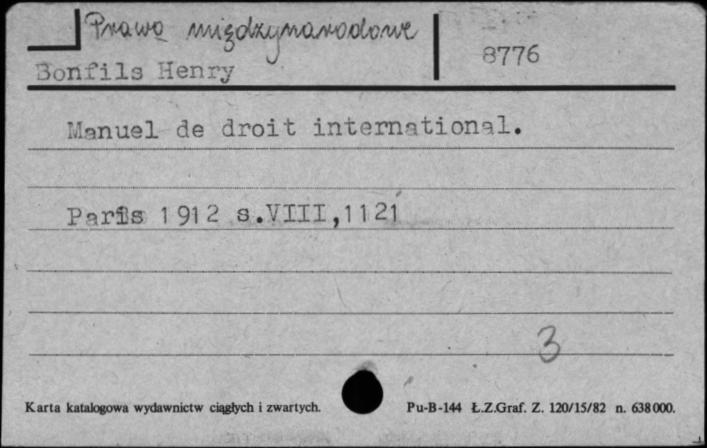 Prawo międzynarodowe
8776
Bonfils Henry
Manuel de droit international.
Paris 1912 s.VIII,1121
3
Karta katalogowa wydawnictw ciągłych i zwartych.
Pu-B-144 Ł.Z.Graf. Z. 120/15/82 n. 638000.